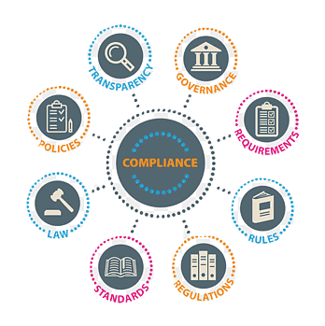 TRANSPARENCY
GOVERNANCE
POLICIES
REQUIREMENTS
COMPLIANCE
LAW
RULES
STANDARDS
REGULATIONS